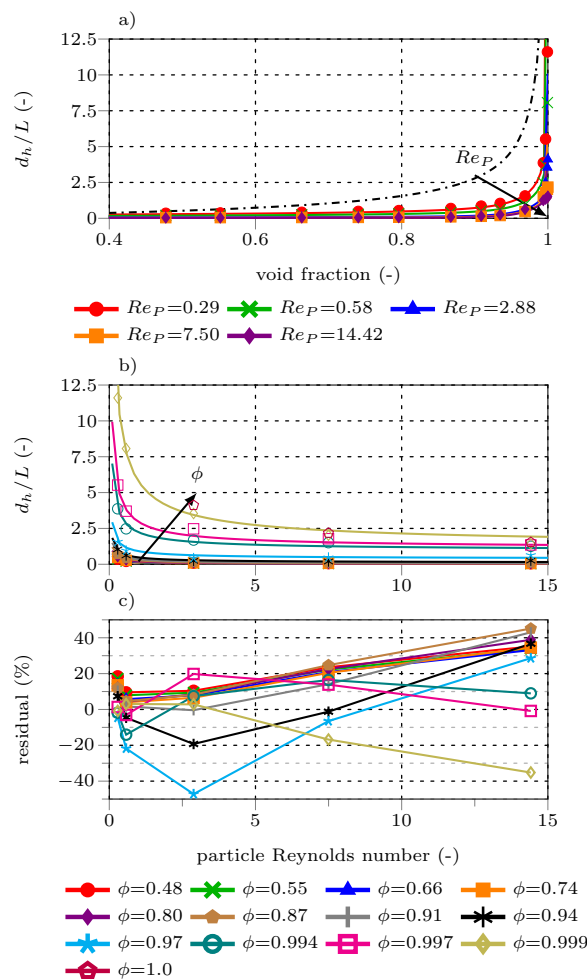 a)
12.5
10
7.5
5
2.5
0
d_h/L (-)
Re_P
0.4 0.6 0.8 1
void fraction (-)
Re_P=0.29 Re_P=0.58 Re_P=2.88
Re_P=7.50 Re_P=14.42
b)
12.5
10
7.5
5
2.5
0
d_h/L (-)
ϕ
0 5 10 15
c)
40
20
0
−20
−40
residual (%)
0 5 10 15
particle Reynolds number (-)
ϕ=0.48 ϕ=0.55 ϕ=0.66 ϕ=0.74
ϕ=0.80 ϕ=0.87 ϕ=0.91 ϕ=0.94
ϕ=0.97 ϕ=0.994 ϕ=0.997 ϕ=0.999
ϕ=1.0